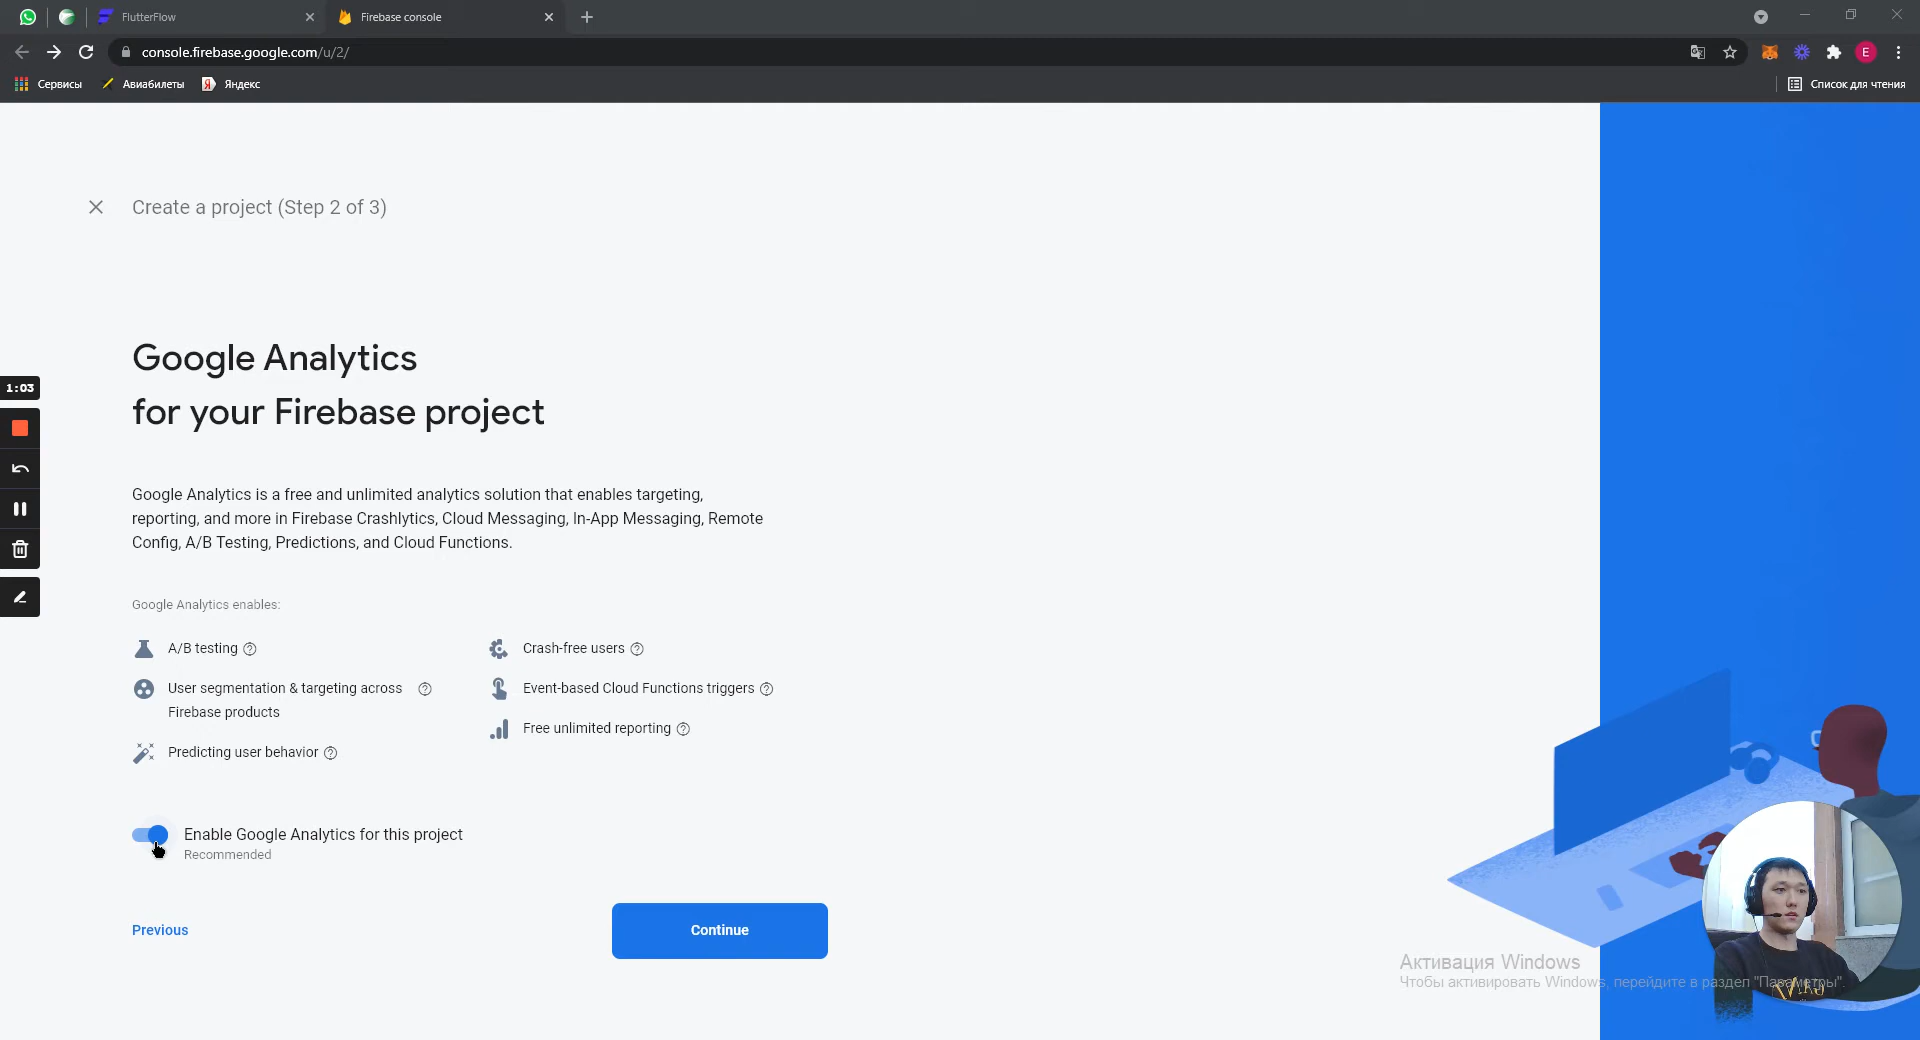 FlutterFlow
Firebase console
console.firebase.google.com/u/2/
E
Сервисы
Авиабилеты
Я
Яндекс
Список для чтения
Create a project (Step 2 of 3)
Google Analytics
for your Firebase project
1:03
Google Analytics is a free and unlimited analytics solution that enables targeting,
reporting, and more in Firebase Crashlytics, Cloud Messaging, In-App Messaging, Remote
Config, A/B Testing, Predictions, and Cloud Functions.
Google Analytics enables:
A/B testing
Crash-free users
User segmentation & targeting across
Firebase products
Event-based Cloud Functions triggers
Free unlimited reporting
Predicting user behavior
Enable Google Analytics for this project
Recommended
Previous
Continue
Активация Windows
Чтобы активировать Windows, перейдите в раздел "Параметры".